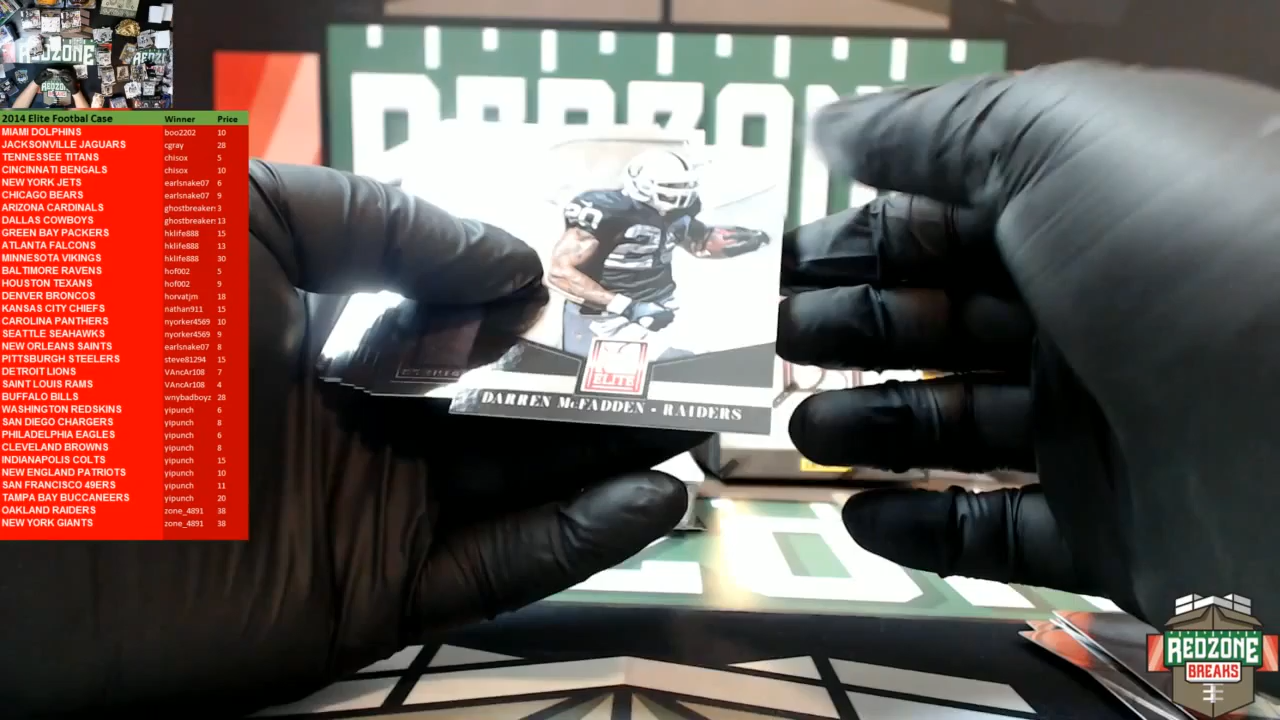 REDZONE
REDZONE
2014 Elite Footbal Case Winner Price
MIAMI DOLPHINS boo2202 10
JACKSONVILLE JAGUARS cgray 28
TENNESSEE TITANS chisox 5
CINCINNATI BENGALS chisox 10
NEW YORK JETS earlsnake07 6
CHICAGO BEARS earlsnake07 9
ARIZONA CARDINALS ghostbreaker 3
DALLAS COWBOYS ghostbreaker 13
GREEN BAY PACKERS hklife888 15
ATLANTA FALCONS hklife888 13
MINNESOTA VIKINGS hklife888 30
BALTIMORE RAVENS hof002 5
HOUSTON TEXANS hof002 9
DENVER BRONCOS horvatjm 18
KANSAS CITY CHIEFS nathan911 15
CAROLINA PANTHERS nyorker4569 10
SEATTLE SEAHAWKS nyorker4569 9
NEW ORLEANS SAINTS earlsnake07 8
PITTSBURGH STEELERS steve81294 15
DETROIT LIONS VAncAr108 7
SAINT LOUIS RAMS VAncAr108 4
BUFFALO BILLS wnybadboyz 28
WASHINGTON REDSKINS yipunch 6
SAN DIEGO CHARGERS yipunch 8
PHILADELPHIA EAGLES yipunch 6
CLEVELAND BROWNS yipunch 8
INDIANAPOLIS COLTS yipunch 15
NEW ENGLAND PATRIOTS yipunch 10
SAN FRANCISCO 49ERS yipunch 11
TAMPA BAY BUCCANEERS yipunch 20
OAKLAND RAIDERS zone_4891 38
NEW YORK GIANTS zone_4891 38
20
20
ELITE
DARREN McFADDEN - RAIDERS
REDZONE
BREAKS